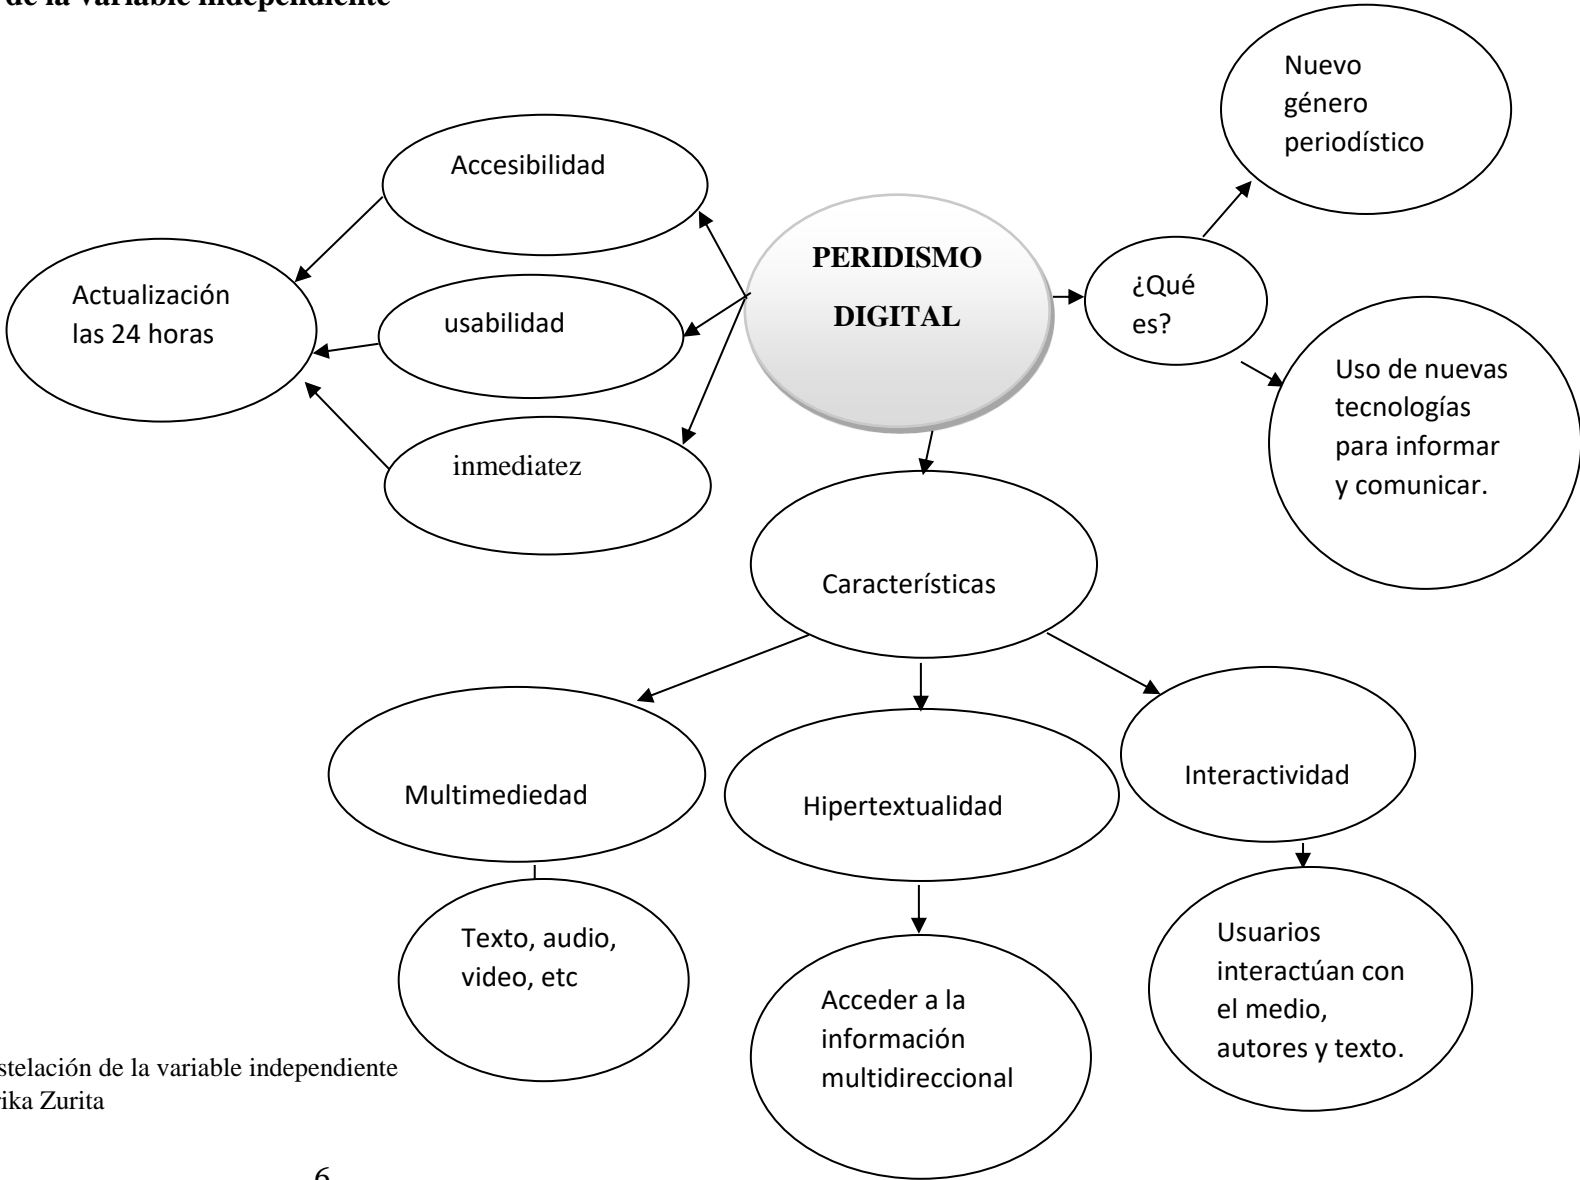 de la variable independiente
Nuevo
género
periodístico
Accesibilidad
PERIDISMO
DIGITAL
¿Qué
es?
Actualización
las 24 horas
usabilidad
Uso de nuevas
tecnologías
para informar
y comunicar.
inmediatez
Características
Multimediedad
Hipertextualidad
Interactividad
Texto, audio,
video, etc
Acceder a la
información
multidireccional
Usuarios
interactúan con
el medio,
autores y texto.
stelación de la variable independiente
rika Zurita
6